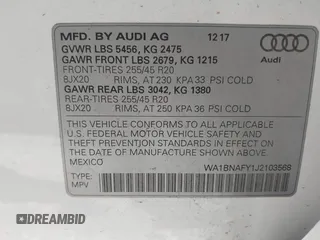 MFD. BY AUDI AG 12 17
GVWR LBS 5456, KG 2475
GAWR FRONT LBS 2679, KG 1215
FRONT-TIRES 255/45 R20
8JX20 RIMS, AT 230 KPA 33 PSI COLD
GAWR REAR LBS 3042, KG 1380
REAR-TIRES 255/45 R20
8JX20 RIMS, AT 250 KPA 36 PSI COLD
Audi
THIS VEHICLE CONFORMS TO ALL APPLICABLE
U.S. FEDERAL MOTOR VEHICLE SAFETY, BUMPER,
AND THEFT PREVENTION STANDARDS IN EFFECT
ON THE DATE OF MANUFACTURE SHOWN ABOVE.
MEXICO
TYPE: WA1BNAFY1J2103568
MPV
BIDINFO